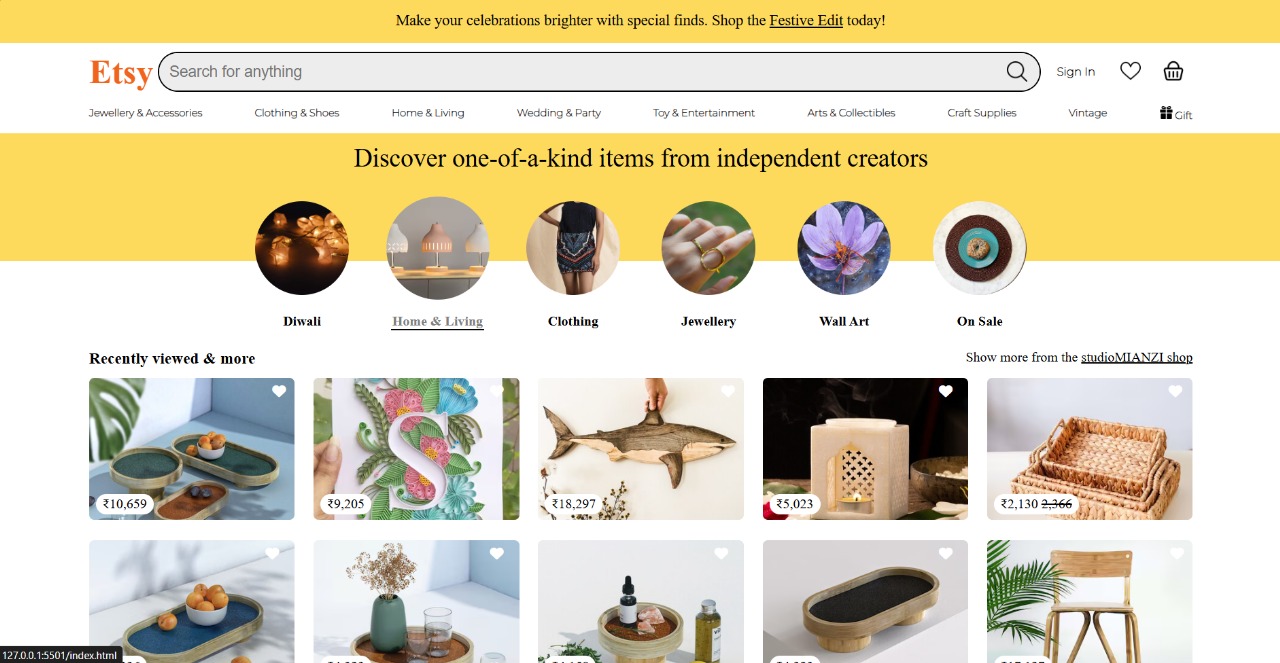 Make your celebrations brighter with special finds. Shop the Festive Edit today!
Etsy
Search for anything
Sign In
Jewellery & Accessories
Clothing & Shoes
Home & Living
Wedding & Party
Toy & Entertainment
Arts & Collectibles
Craft Supplies
Vintage
Gift
Discover one-of-a-kind items from independent creators
Diwali
Home & Living
Clothing
Jewellery
Wall Art
On Sale
Recently viewed & more
Show more from the studioMIANZI shop
₹10,659
S
₹9,205
₹18,297
₹5,023
₹2,130 2,366
127.0.0.1:5501/index.html